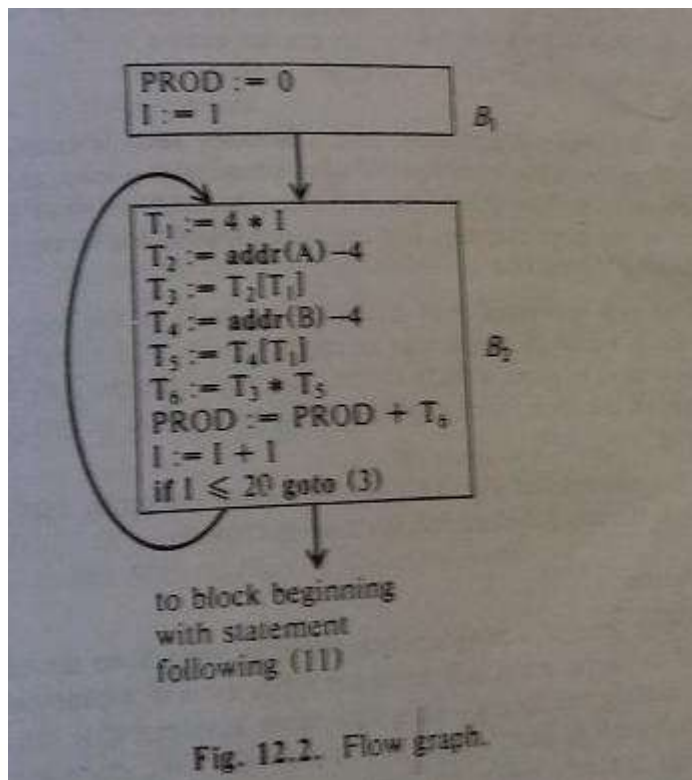 PROD := 0
I := 1
B₁
T₁ := 4 * I
T₂ := addr(A)−4
T₃ := T₂[T₁]
T₄ := addr(B)−4
T₅ := T₄[T₁]
T₆ := T₃ * T₅
PROD := PROD + T₆
I := I + 1
if I ⩽ 20 goto (3)
B₂
to block beginning
with statement
following (11)
Fig. 12.2. Flow graph.